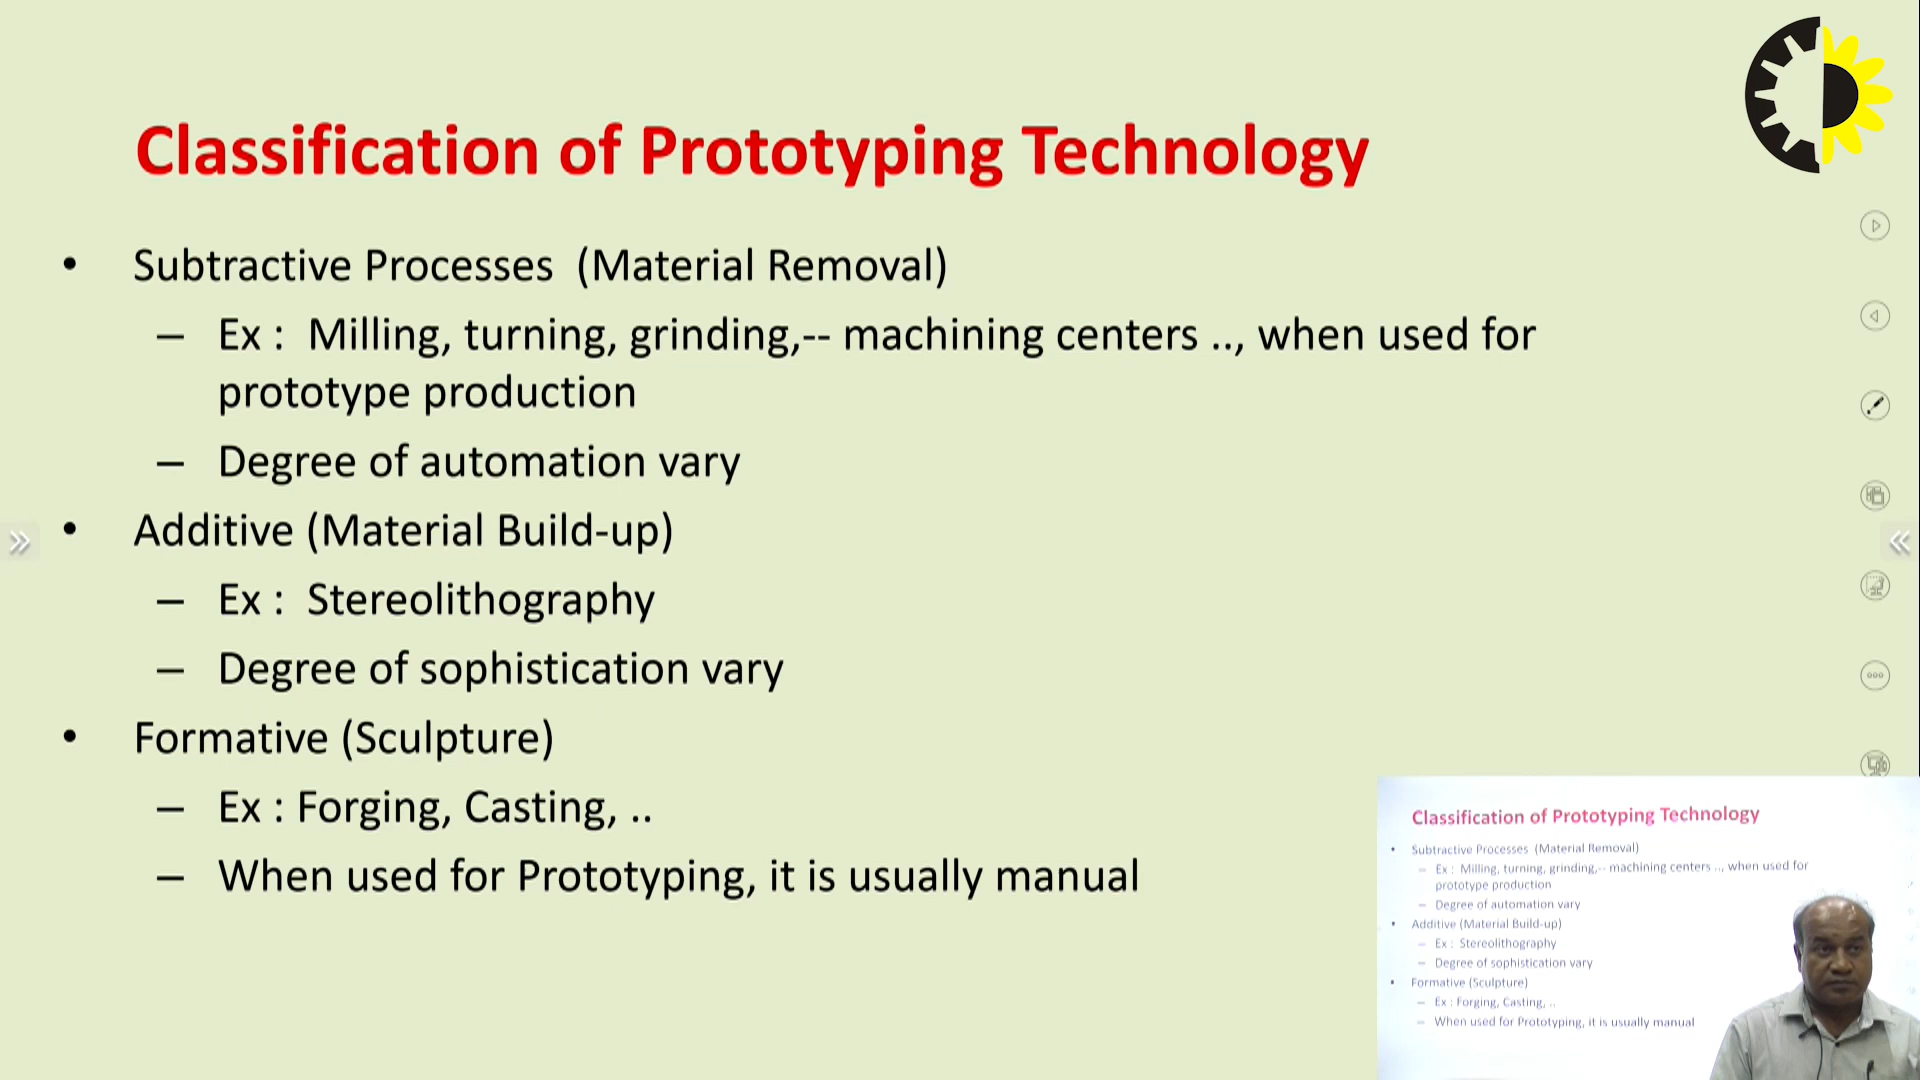 Classification of Prototyping Technology
• Subtractive Processes (Material Removal)
– Ex : Milling, turning, grinding,-- machining centers .., when used for
prototype production
– Degree of automation vary
• Additive (Material Build-up)
– Ex : Stereolithography
– Degree of sophistication vary
• Formative (Sculpture)
– Ex : Forging, Casting, ..
– When used for Prototyping, it is usually manual
Classification of Prototyping Technology
• Subtractive Processes (Material Removal)
– Ex : Milling, turning, grinding,-- machining centers .., when used for
prototype production
– Degree of automation vary
• Additive (Material Build-up)
– Ex : Stereolithography
– Degree of sophistication vary
• Formative (Sculpture)
– Ex : Forging, Casting, ..
– When used for Prototyping, it is usually manual